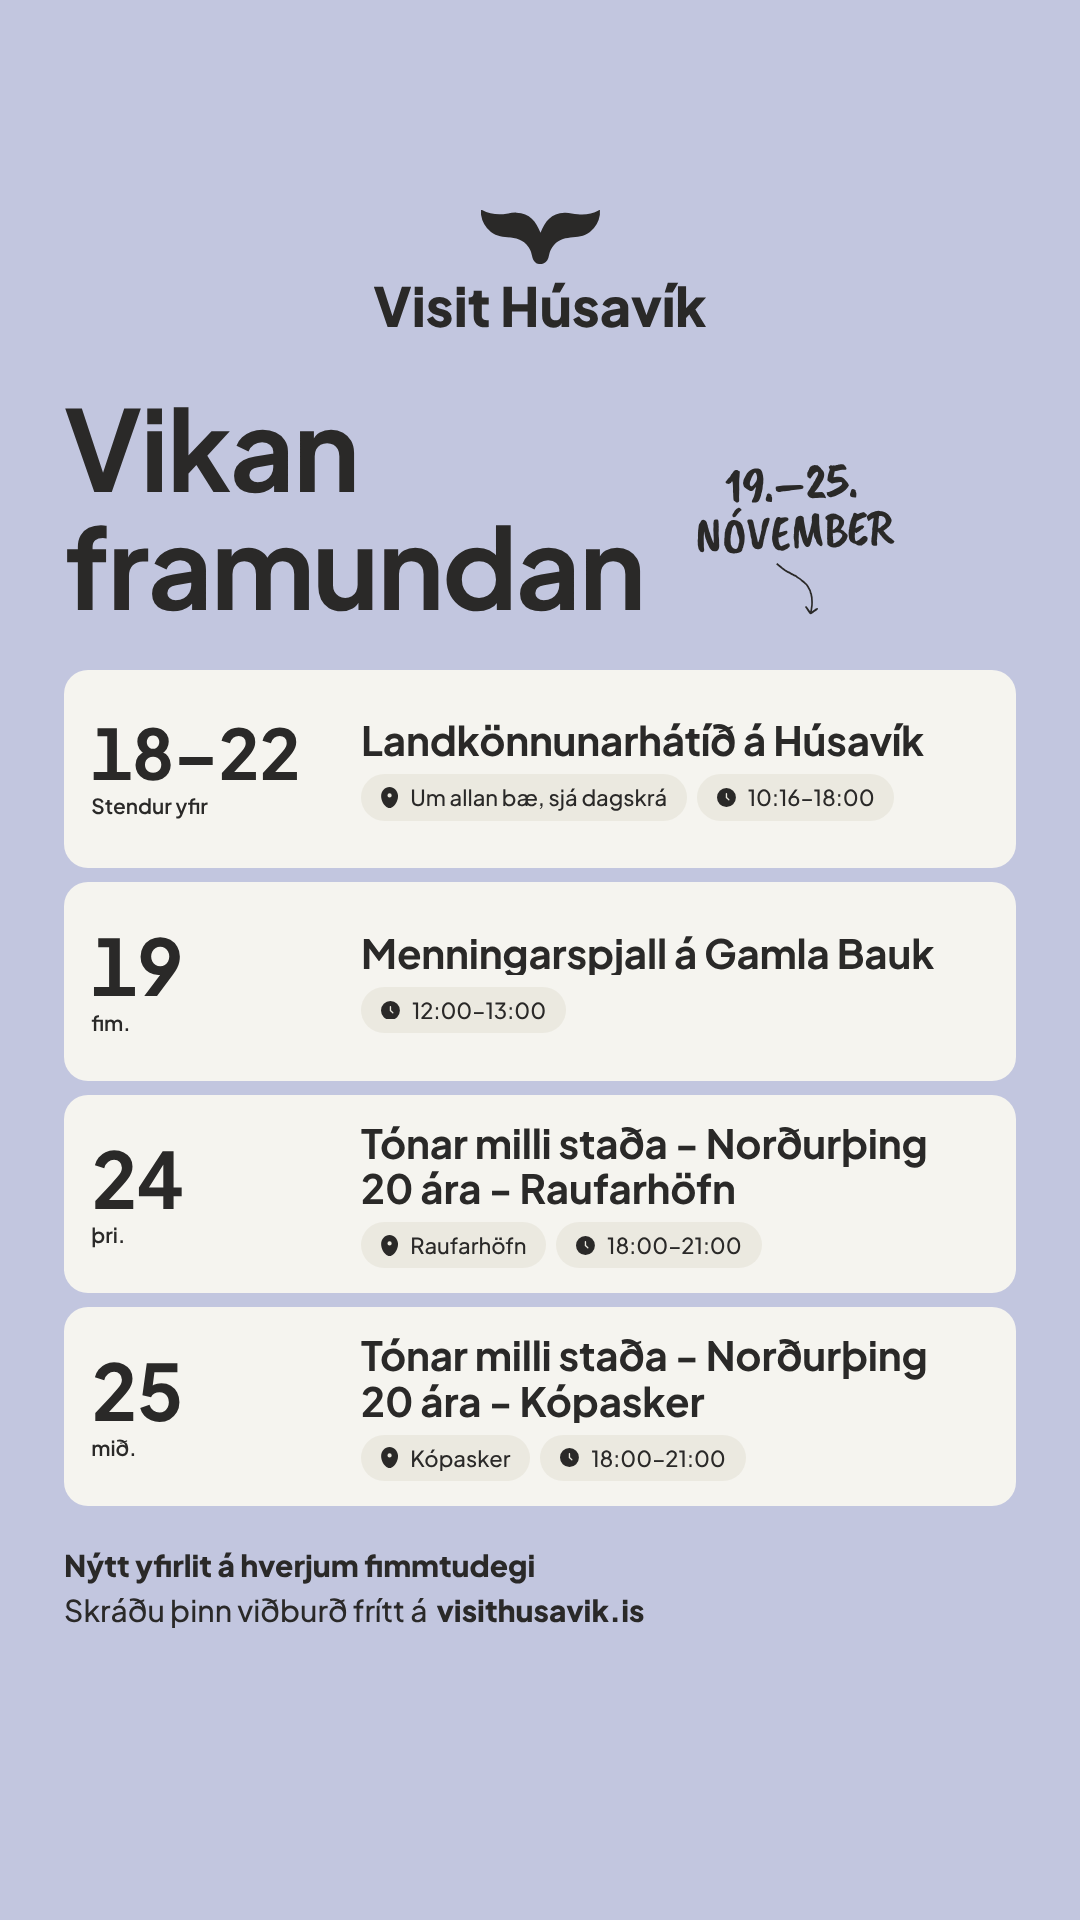 Visit Húsavík
Vikan
framundan
19.–25.
NÓVEMBER
18–22
Stendur yfir
Landkönnunarhátíð á Húsavík
Um allan bæ, sjá dagskrá
10:16–18:00
19
fim.
Menningarspjall á Gamla Bauk
12:00–13:00
24
þri.
Tónar milli staða – Norðurþing
20 ára – Raufarhöfn
Raufarhöfn
18:00–21:00
25
mið.
Tónar milli staða – Norðurþing
20 ára – Kópasker
Kópasker
18:00–21:00
Nýtt yfirlit á hverjum fimmtudegi
Skráðu þinn viðburð frítt á visithusavik.is